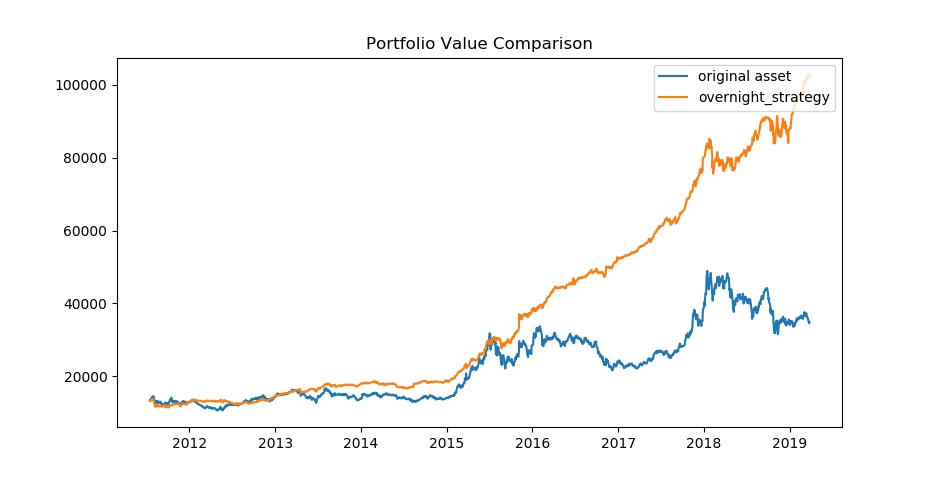 Portfolio Value Comparison
original asset
overnight_strategy
100000
80000
60000
40000
20000
2012 2013 2014 2015 2016 2017 2018 2019